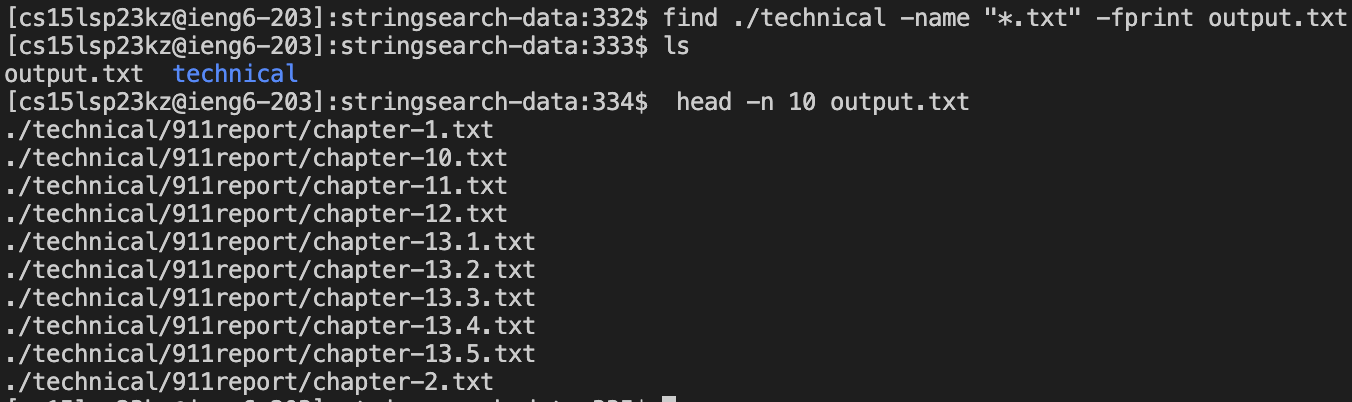 [cs15lsp23kz@ieng6-203]:stringsearch-data:332$ find ./technical -name "*.txt" -fprint output.txt
[cs15lsp23kz@ieng6-203]:stringsearch-data:333$ ls
output.txt  technical
[cs15lsp23kz@ieng6-203]:stringsearch-data:334$  head -n 10 output.txt
./technical/911report/chapter-1.txt
./technical/911report/chapter-10.txt
./technical/911report/chapter-11.txt
./technical/911report/chapter-12.txt
./technical/911report/chapter-13.1.txt
./technical/911report/chapter-13.2.txt
./technical/911report/chapter-13.3.txt
./technical/911report/chapter-13.4.txt
./technical/911report/chapter-13.5.txt
./technical/911report/chapter-2.txt